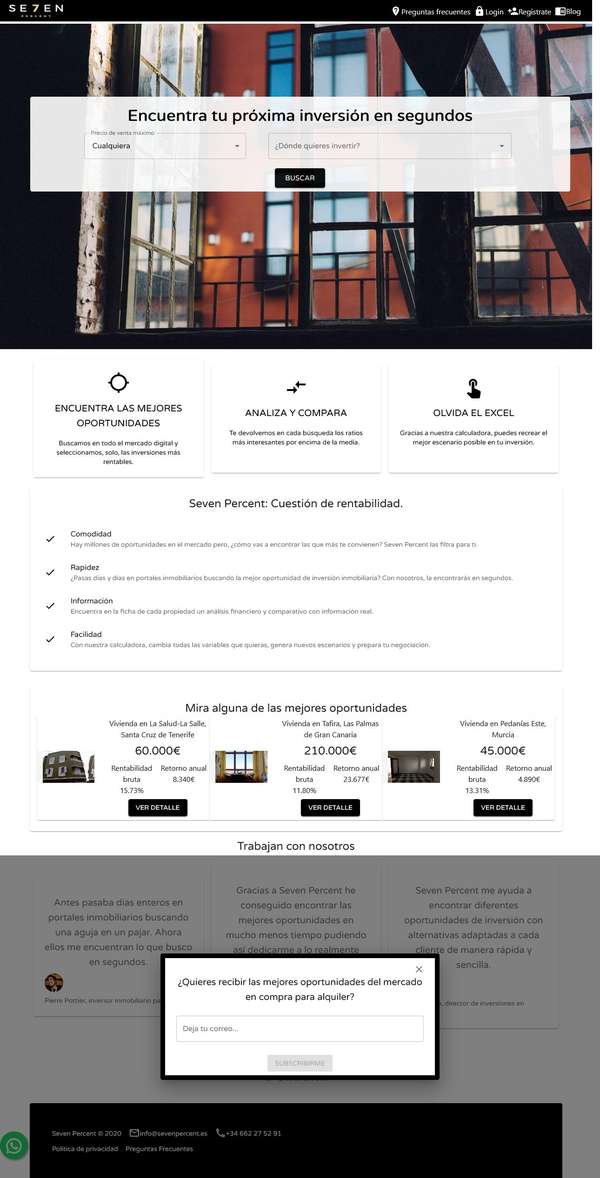 SE7EN
PERCENT
Preguntas frecuentes
Login
Registrate
Blog
Encuentra tu próxima inversión en segundos
Precio de venta máximo
Cualquiera
¿Dónde quieres invertir?
BUSCAR
ENCUENTRA LAS MEJORES
OPORTUNIDADES
Buscamos en todo el mercado digital y
seleccionamos, solo, las inversiones más
rentables.
ANALIZA Y COMPARA
Te devolvemos en cada búsqueda los ratios
más interesantes por encima de la media.
OLVIDA EL EXCEL
Gracias a nuestra calculadora, puedes recrear el
mejor escenario posible en tu inversión.
Seven Percent: Cuestión de rentabilidad.
Comodidad
Hay millones de oportunidades en el mercado pero, ¿cómo vas a encontrar las que más te convienen? Seven Percent las filtra para ti.
Rapidez
¿Pasas días y días en portales inmobiliarios buscando la mejor oportunidad de inversión inmobiliaria? Con nosotros, la encontrarás en segundos.
Información
Encuentra en la ficha de cada propiedad un análisis financiero y comparativo con información real.
Facilidad
Con nuestra calculadora, cambia todas las variables que quieras, genera nuevos escenarios y prepara tu negociación.
Mira alguna de las mejores oportunidades
Vivienda en La Salud-La Salle,
Santa Cruz de Tenerife
60.000€
Rentabilidad
bruta
15.73%
Retorno anual
8.340€
VER DETALLE
Vivienda en Tafira, Las Palmas
de Gran Canaria
210.000€
Rentabilidad
bruta
11.80%
Retorno anual
23.677€
VER DETALLE
Vivienda en Pedanías Este,
Murcia
45.000€
Rentabilidad
bruta
13.31%
Retorno anual
4.890€
VER DETALLE
Trabajan con nosotros
Antes pasaba dias enteros en
portales inmobiliarios buscando
una aguja en un pajar. Ahora
ellos me encuentran lo que busco
en segundos.
Pierre Pottier, inversor inmobiliario
Gracias a Seven Percent he
conseguido encontrar las
mejores oportunidades en
mucho menos tiempo pudiendo
asi dedicarme a lo realmente
Seven Percent me ayuda a
encontrar diferentes
oportunidades de inversión con
alternativas adaptadas a cada
cliente de manera rápida y
sencilla.
, director de inversiones en
¿Quieres recibir las mejores oportunidades del mercado
en compra para alquiler?
Deja tu correo...
SUBSCRIBIRME
Seven Percent © 2020
info@sevenpercent.es
+34 662 27 52 91
Política de privacidad
Preguntas Frecuentes